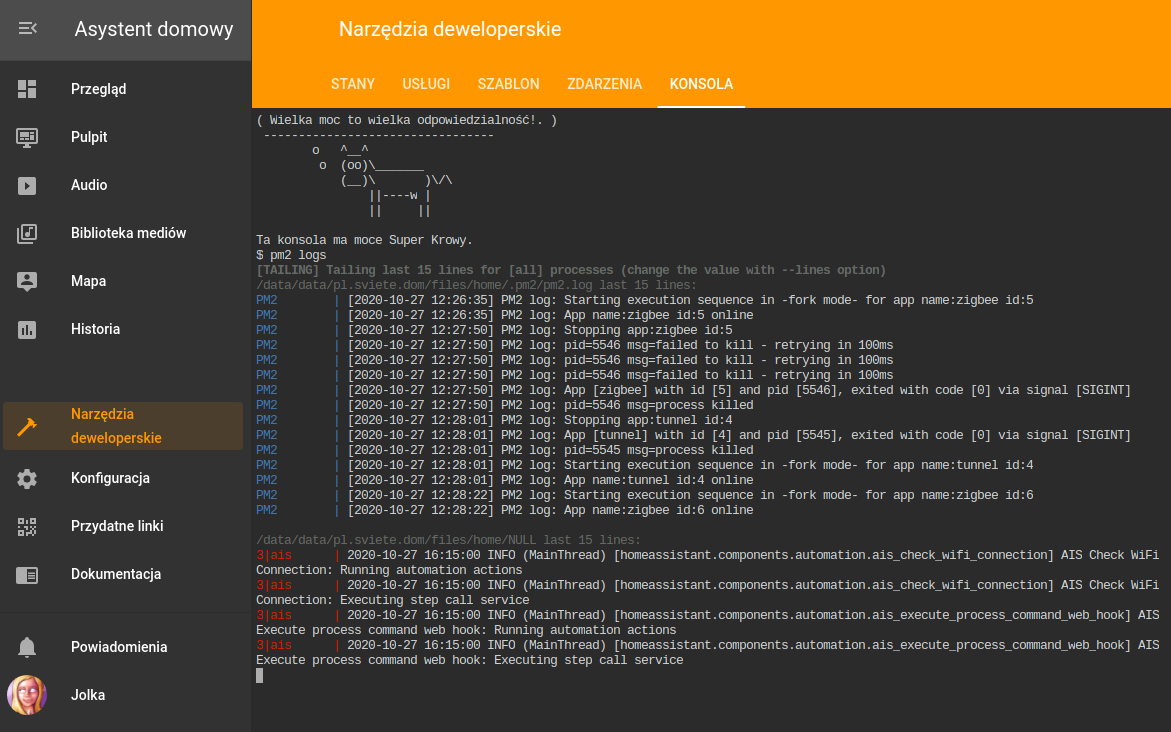 Asystent domowy
Przegląd
Pulpit
Audio
Biblioteka mediów
Mapa
Historia
Narzędzia
deweloperskie
Konfiguracja
Przydatne linki
Dokumentacja
Powiadomienia
Jolka
Narzędzia deweloperskie
STANY USŁUGI SZABLON ZDARZENIA KONSOLA
( Wielka moc to wielka odpowiedzialność!. )
 ---------------------------------
        o   ^__^
         o  (oo)\_______
            (__)\       )\/\
                ||----w |
                ||     ||
Ta konsola ma moce Super Krowy.
$ pm2 logs
[TAILING] Tailing last 15 lines for [all] processes (change the value with --lines option)
/data/data/pl.sviete.dom/files/home/.pm2/pm2.log last 15 lines:
PM2        | [2020-10-27 12:26:35] PM2 log: Starting execution sequence in -fork mode- for app name:zigbee id:5
PM2        | [2020-10-27 12:26:35] PM2 log: App name:zigbee id:5 online
PM2        | [2020-10-27 12:27:50] PM2 log: Stopping app:zigbee id:5
PM2        | [2020-10-27 12:27:50] PM2 log: pid=5546 msg=failed to kill - retrying in 100ms
PM2        | [2020-10-27 12:27:50] PM2 log: pid=5546 msg=failed to kill - retrying in 100ms
PM2        | [2020-10-27 12:27:50] PM2 log: pid=5546 msg=failed to kill - retrying in 100ms
PM2        | [2020-10-27 12:27:50] PM2 log: App [zigbee] with id [5] and pid [5546], exited with code [0] via signal [SIGINT]
PM2        | [2020-10-27 12:27:50] PM2 log: pid=5546 msg=process killed
PM2        | [2020-10-27 12:28:01] PM2 log: Stopping app:tunnel id:4
PM2        | [2020-10-27 12:28:01] PM2 log: App [tunnel] with id [4] and pid [5545], exited with code [0] via signal [SIGINT]
PM2        | [2020-10-27 12:28:01] PM2 log: pid=5545 msg=process killed
PM2        | [2020-10-27 12:28:01] PM2 log: Starting execution sequence in -fork mode- for app name:tunnel id:4
PM2        | [2020-10-27 12:28:01] PM2 log: App name:tunnel id:4 online
PM2        | [2020-10-27 12:28:22] PM2 log: Starting execution sequence in -fork mode- for app name:zigbee id:6
PM2        | [2020-10-27 12:28:22] PM2 log: App name:zigbee id:6 online
/data/data/pl.sviete.dom/files/home/NULL last 15 lines:
3|ais      | 2020-10-27 16:15:00 INFO (MainThread) [homeassistant.components.automation.ais_check_wifi_connection] AIS Check WiFi
Connection: Running automation actions
3|ais      | 2020-10-27 16:15:00 INFO (MainThread) [homeassistant.components.automation.ais_check_wifi_connection] AIS Check WiFi
Connection: Executing step call service
3|ais      | 2020-10-27 16:15:00 INFO (MainThread) [homeassistant.components.automation.ais_execute_process_command_web_hook] AIS
Execute process command web hook: Running automation actions
3|ais      | 2020-10-27 16:15:00 INFO (MainThread) [homeassistant.components.automation.ais_execute_process_command_web_hook] AIS
Execute process command web hook: Executing step call service